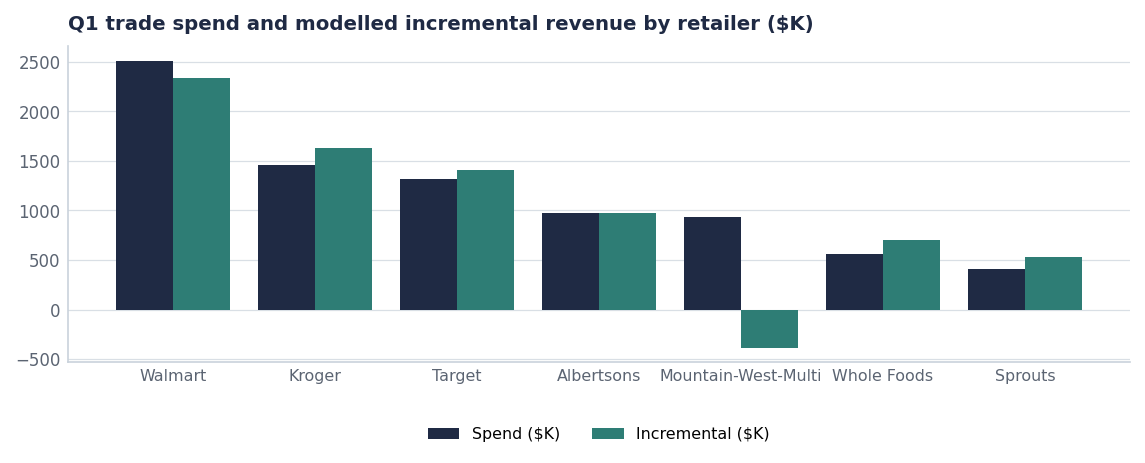 Q1 trade spend and modelled incremental revenue by retailer ($K)
2500
2000
1500
1000
500
0
−500
Walmart Kroger Target Albertsons Mountain-West-Multi Whole Foods Sprouts
Spend ($K) Incremental ($K)